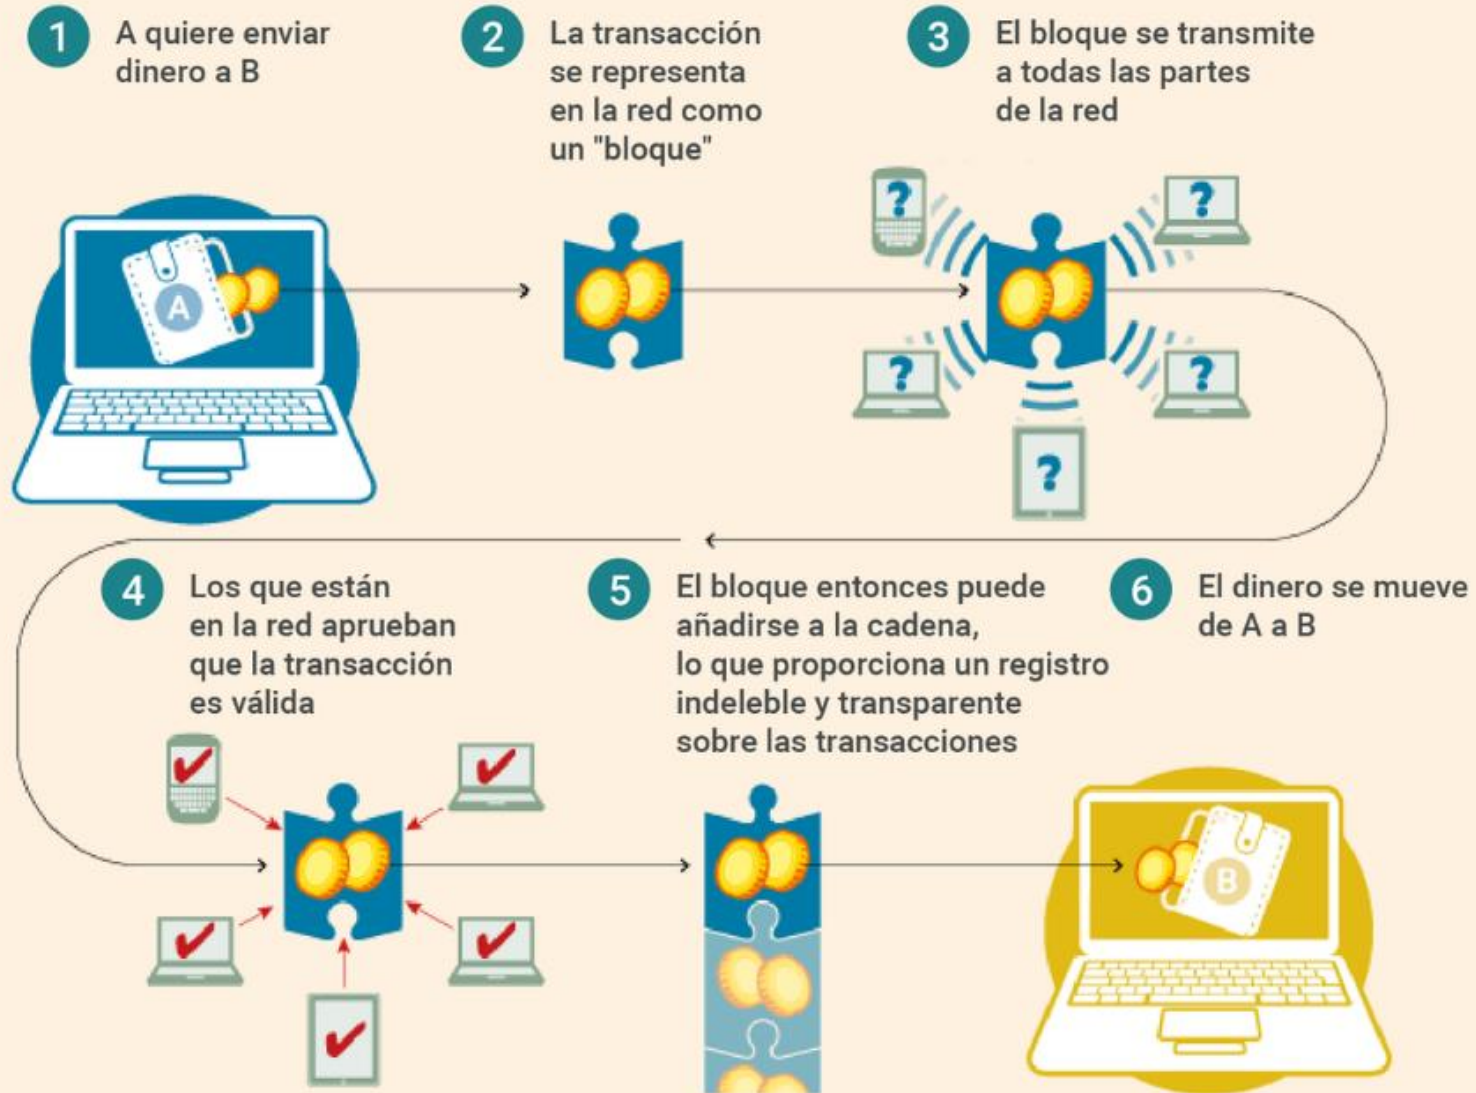 1
A quiere enviar
dinero a B
2
La transacción
se representa
en la red como
un "bloque"
3
El bloque se transmite
a todas las partes
de la red
A
?
?
?
?
?
4
Los que están
en la red aprueban
que la transacción
es válida
5
El bloque entonces puede
añadirse a la cadena,
lo que proporciona un registro
indeleble y transparente
sobre las transacciones
6
El dinero se mueve
de A a B
B